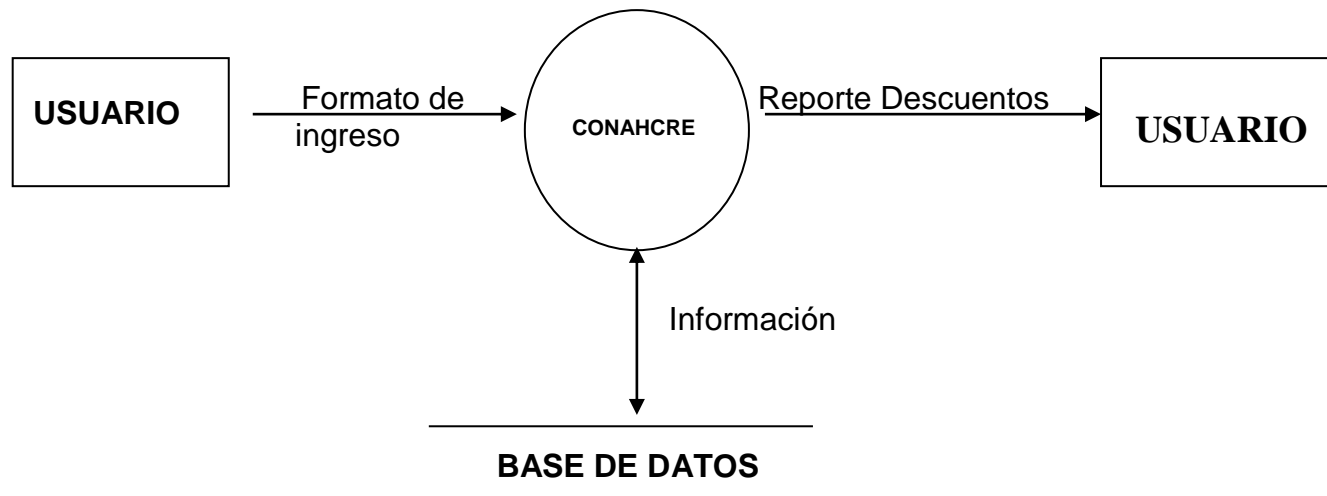 USUARIO
Formato de
ingreso
CONAHCRE
Reporte Descuentos
USUARIO
Información
BASE DE DATOS